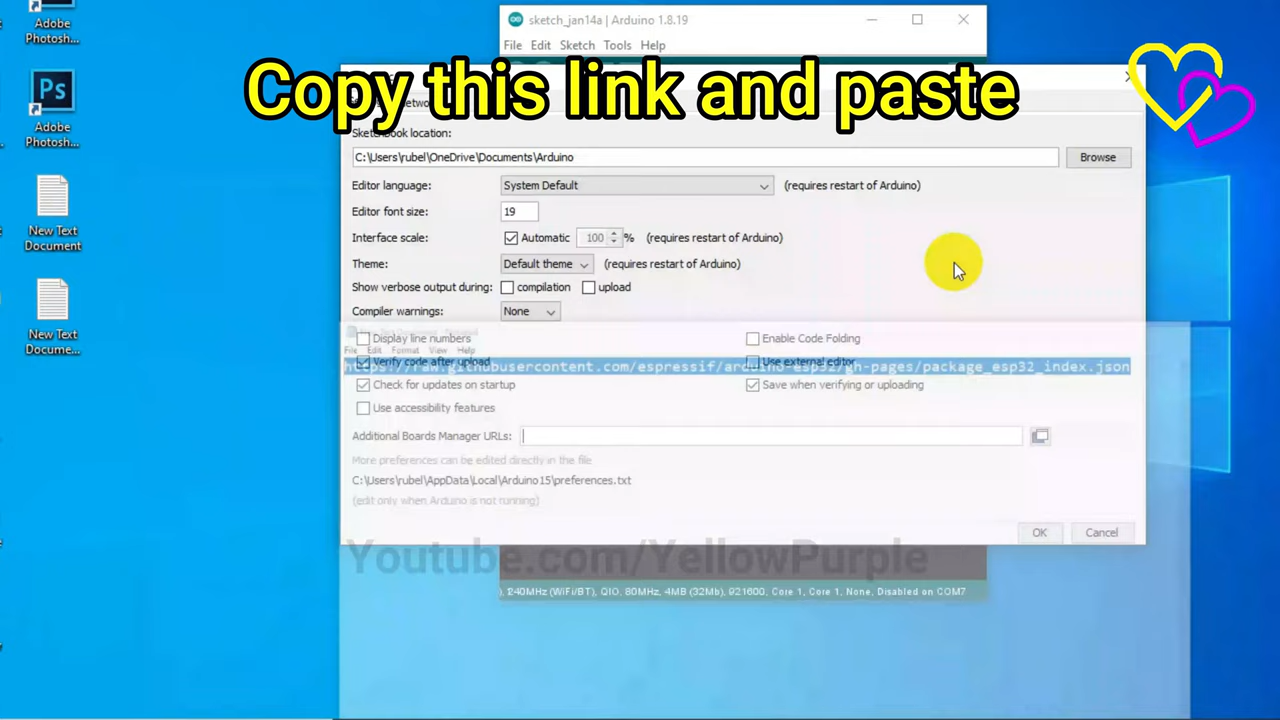 Adobe
Photosh...
sketch_jan14a | Arduino 1.8.19
File Edit Sketch Tools Help
Copy this link and paste
Ps
Adobe
Photosh...
Sketchbook location:
C:\Users\rubel\OneDrive\Documents\Arduino
Browse
Editor language:
System Default
(requires restart of Arduino)
Editor font size:
19
Interface scale:
Automatic
100 %
(requires restart of Arduino)
Theme:
Default theme
(requires restart of Arduino)
Show verbose output during:
compilation
upload
Compiler warnings:
None
New Text
Document
New Text
Docume...
File Edit Format View Help
Display line numbers
Enable Code Folding
Verify code after upload
Use external editor
https://raw.githubusercontent.com/espressif/arduino-esp32/gh-pages/package_esp32_index.json
Check for updates on startup
Save when verifying or uploading
Use accessibility features
Additional Boards Manager URLs:
More preferences can be edited directly in the file
C:\Users\rubel\AppData\Local\Arduino15\preferences.txt
(edit only when Arduino is not running)
OK
Cancel
Youtube.com/YellowPurple
), 240MHz (WiFi/BT), QIO, 80MHz, 4MB (32Mb), 921600, Core 1, Core 1, None, Disabled on COM7